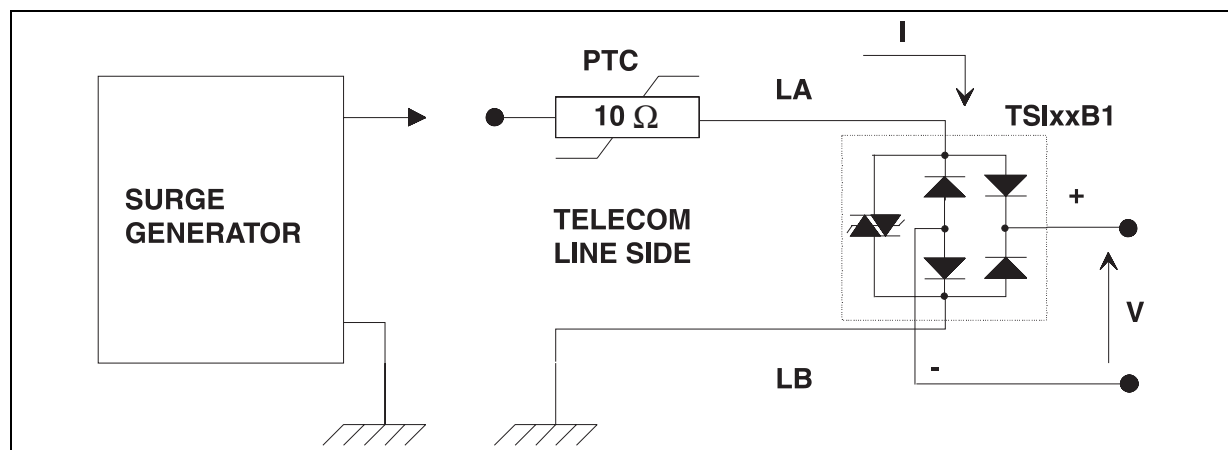 SURGE
GENERATOR
PTC
10 Ω
TELECOM
LINE SIDE
LA
I
TSIxxB1
+
V
-
LB